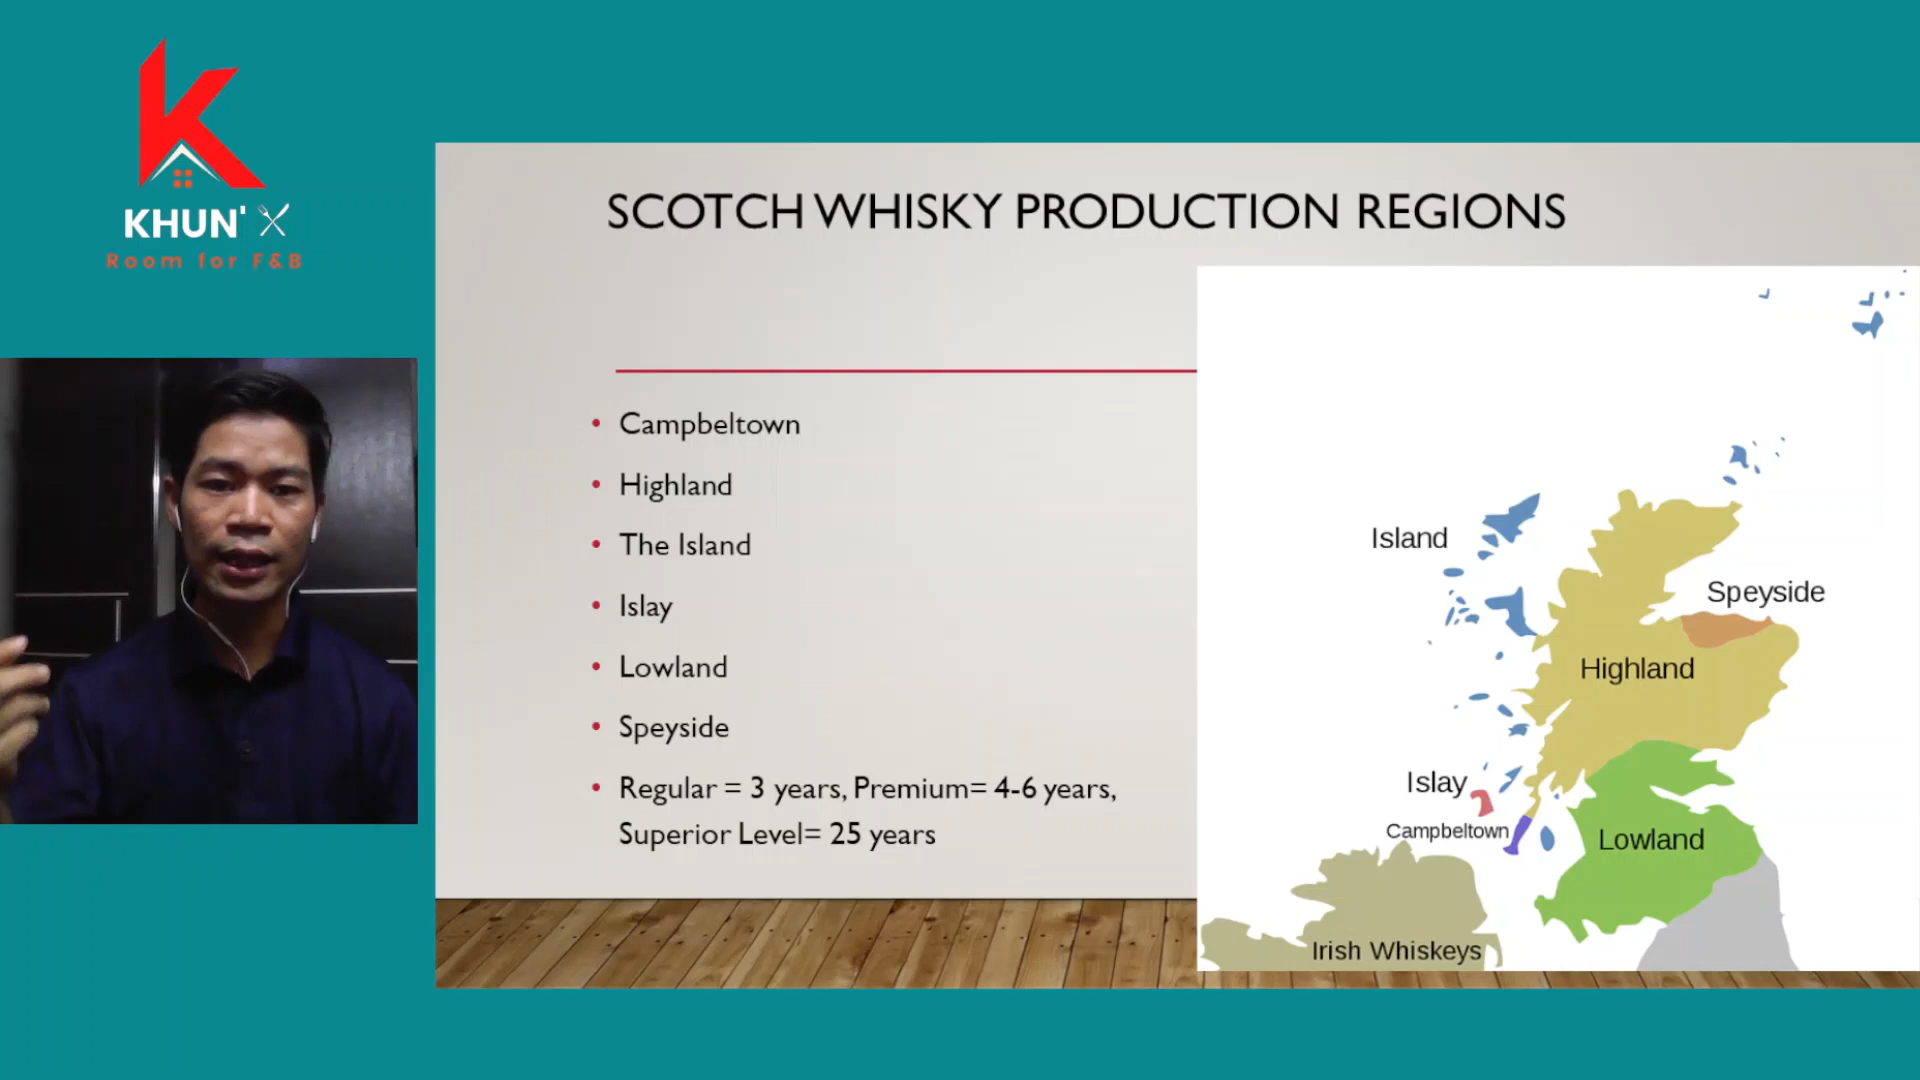 KHUN'
Room for F&B
SCOTCH WHISKY PRODUCTION REGIONS
• Campbeltown
• Highland
• The Island
• Islay
• Lowland
• Speyside
• Regular = 3 years, Premium= 4-6 years,
Superior Level= 25 years
Island
Speyside
Highland
Islay
Campbeltown
Lowland
Irish Whiskeys